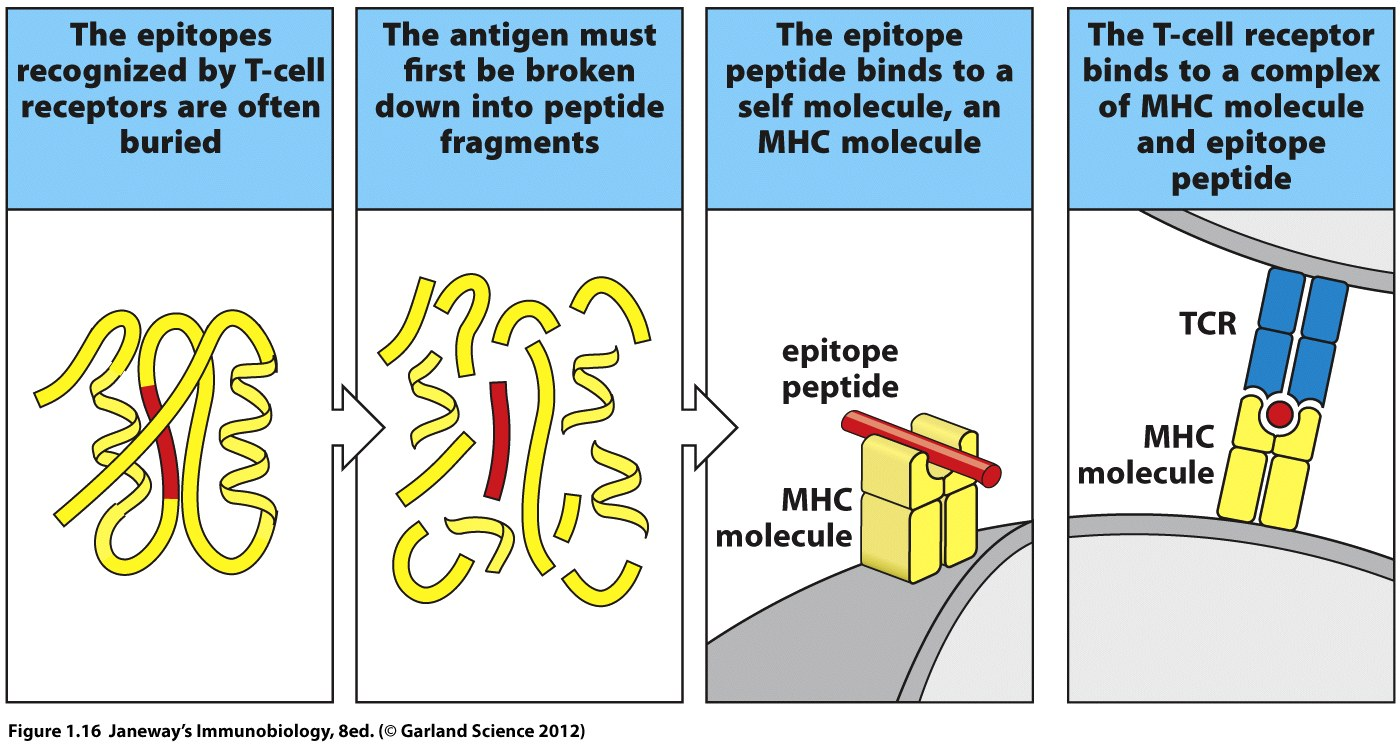 The epitopes
recognized by T-cell
receptors are often
buried
The antigen must
first be broken
down into peptide
fragments
The epitope
peptide binds to a
self molecule, an
MHC molecule
The T-cell receptor
binds to a complex
of MHC molecule
and epitope
peptide
epitope
peptide
MHC
molecule
TCR
MHC
molecule
Figure 1.16 Janeway’s Immunobiology, 8ed. (© Garland Science 2012)